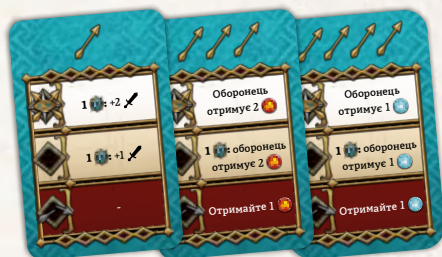 1 : +2
1 : +1
-
Оборонець
отримує 2
1 : оборонець
отримує 2
Отримайте 1
Оборонець
отримує 1
1 : оборонець
отримує 1
Отримайте 1